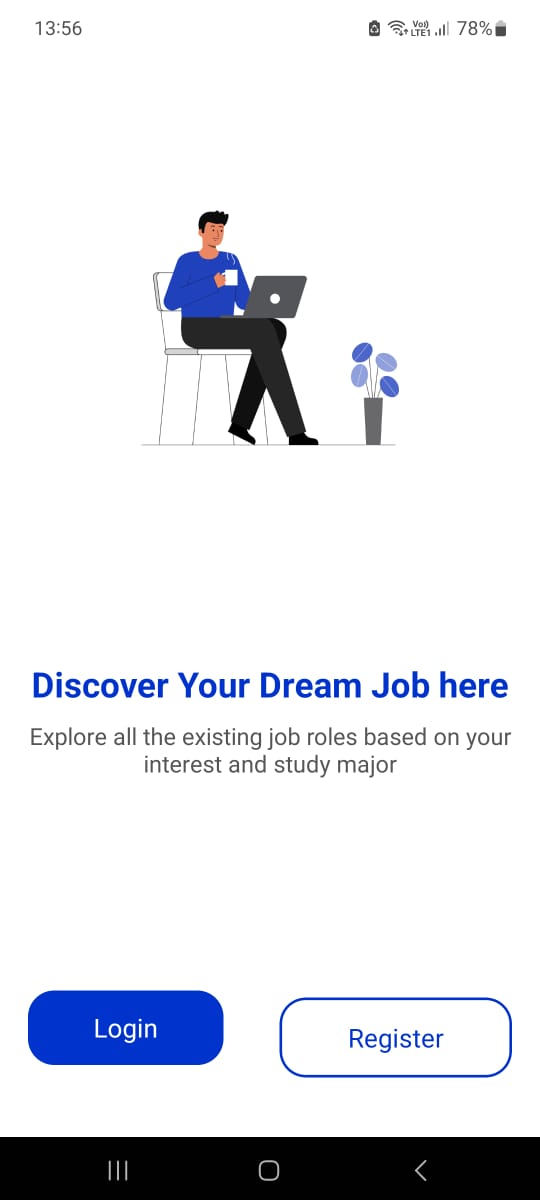 13:56
Vo)) LTE1 78%
Discover Your Dream Job here
Explore all the existing job roles based on your
interest and study major
Login
Register